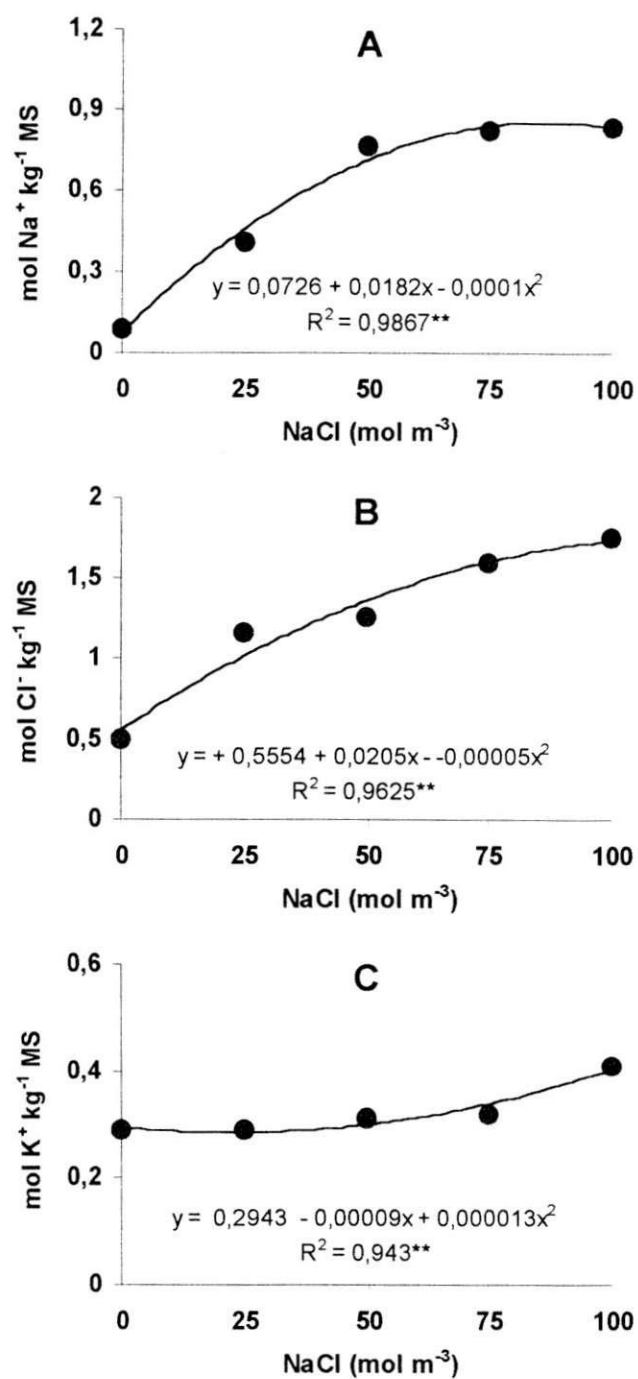 A
1,2
0,9
0,6
0,3
0
mol Na⁺ kg⁻¹ MS
y = 0,0726 + 0,0182x - 0,0001x²
R² = 0,9867**
0 25 50 75 100
NaCl (mol m⁻³)
B
2
1,5
1
0,5
0
mol Cl⁻ kg⁻¹ MS
y = + 0,5554 + 0,0205x - -0,00005x²
R² = 0,9625**
0 25 50 75 100
NaCl (mol m⁻³)
C
0,6
0,4
0,2
0
mol K⁺ kg⁻¹ MS
y = 0,2943 - 0,00009x + 0,000013x²
R² = 0,943**
0 25 50 75 100
NaCl (mol m⁻³)